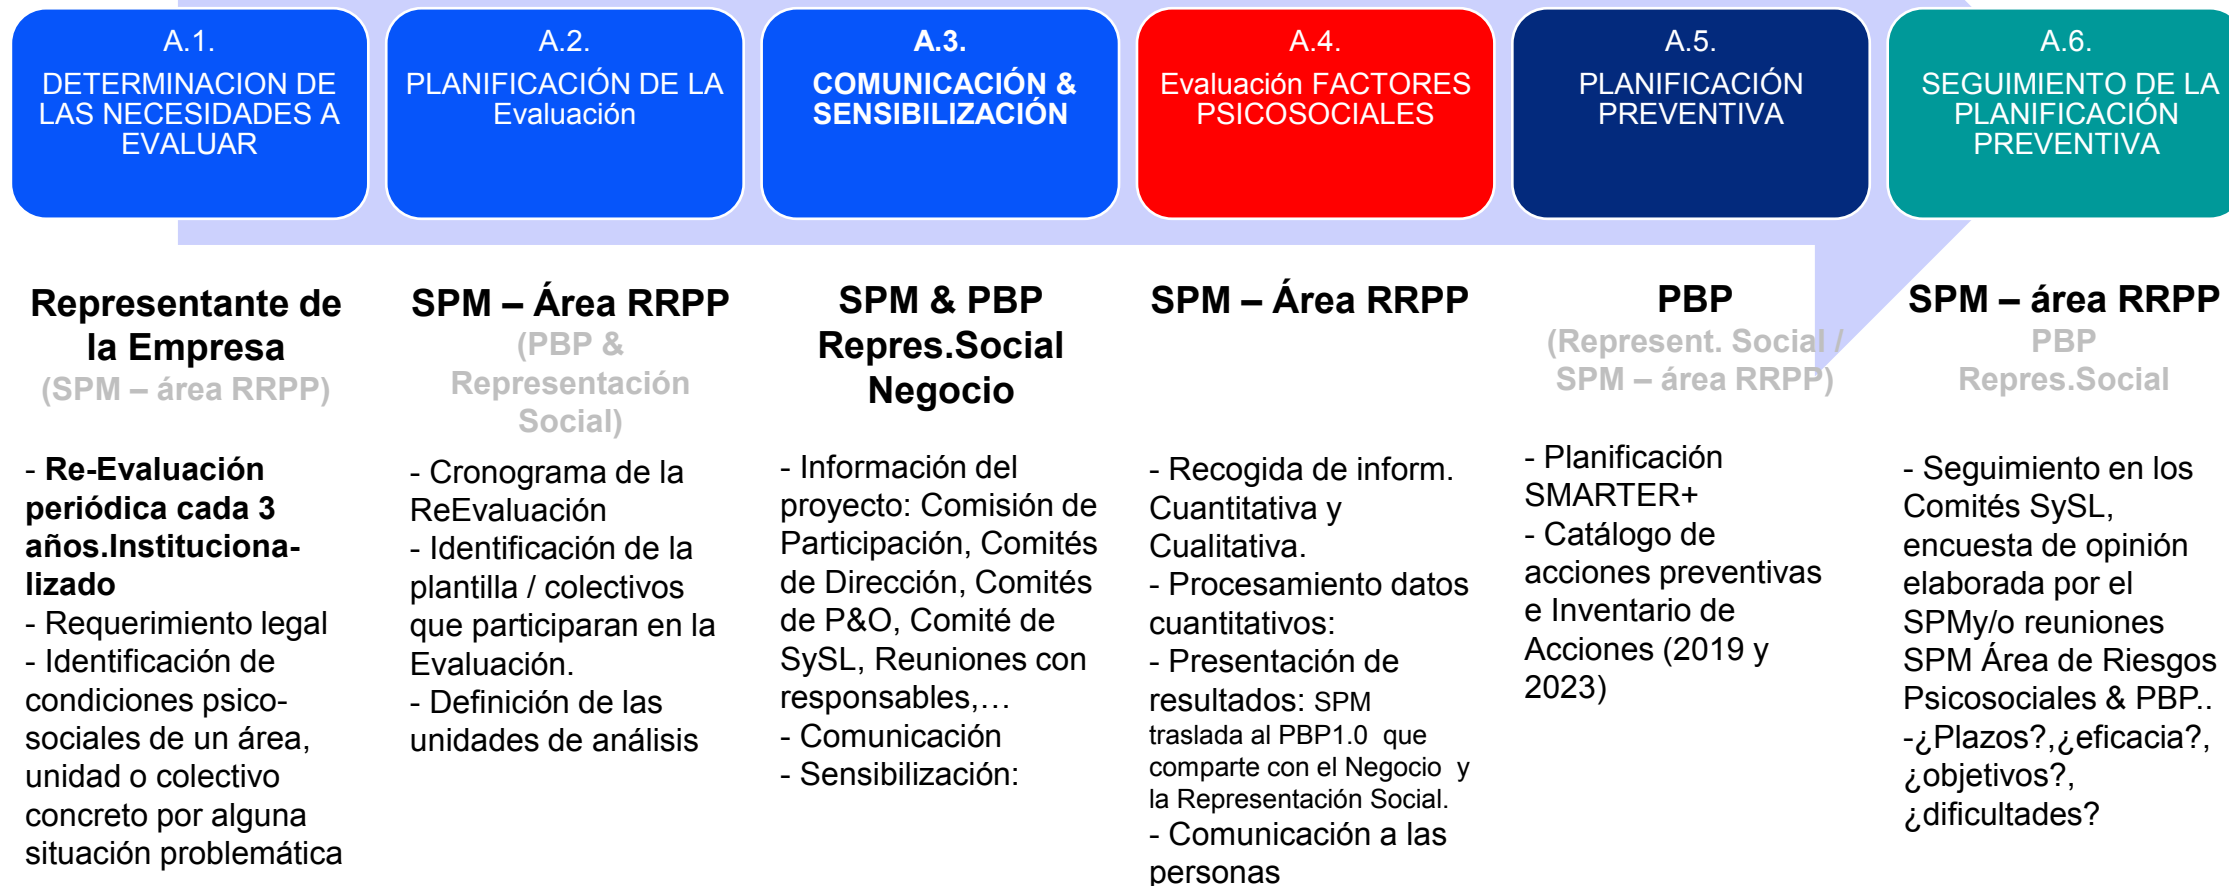 A.1.
DETERMINACION DE
LAS NECESIDADES A
EVALUAR
A.2.
PLANIFICACIÓN DE LA
Evaluación
A.3.
COMUNICACIÓN &
SENSIBILIZACIÓN
A.4.
Evaluación FACTORES
PSICOSOCIALES
A.5.
PLANIFICACIÓN
PREVENTIVA
A.6.
SEGUIMIENTO DE LA
PLANIFICACIÓN
PREVENTIVA
Representante de
la Empresa
(SPM – área RRPP)
- Re-Evaluación
periódica cada 3
años.Instituciona-
lizado
- Requerimiento legal
- Identificación de
condiciones psico-
sociales de un área,
unidad o colectivo
concreto por alguna
situación problemática
SPM – Área RRPP
(PBP &
Representación
Social)
- Cronograma de la
ReEvaluación
- Identificación de la
plantilla / colectivos
que participaran en la
Evaluación.
- Definición de las
unidades de análisis
SPM & PBP
Repres.Social
Negocio
- Información del
proyecto: Comisión de
Participación, Comités
de Dirección, Comités
de P&O, Comité de
SySL, Reuniones con
responsables,…
- Comunicación
- Sensibilización:
SPM – Área RRPP
- Recogida de inform.
Cuantitativa y
Cualitativa.
- Procesamiento datos
cuantitativos:
- Presentación de
resultados: SPM
traslada al PBP1.0 que
comparte con el Negocio y
la Representación Social.
- Comunicación a las
personas
PBP
(Represent. Social /
SPM – área RRPP)
- Planificación
SMARTER+
- Catálogo de
acciones preventivas
e Inventario de
Acciones (2019 y
2023)
SPM – área RRPP
PBP
Repres.Social
- Seguimiento en los
Comités SySL,
encuesta de opinión
elaborada por el
SPMy/o reuniones
SPM Área de Riesgos
Psicosociales & PBP..
-¿Plazos?,¿eficacia?,
¿objetivos?,
¿dificultades?